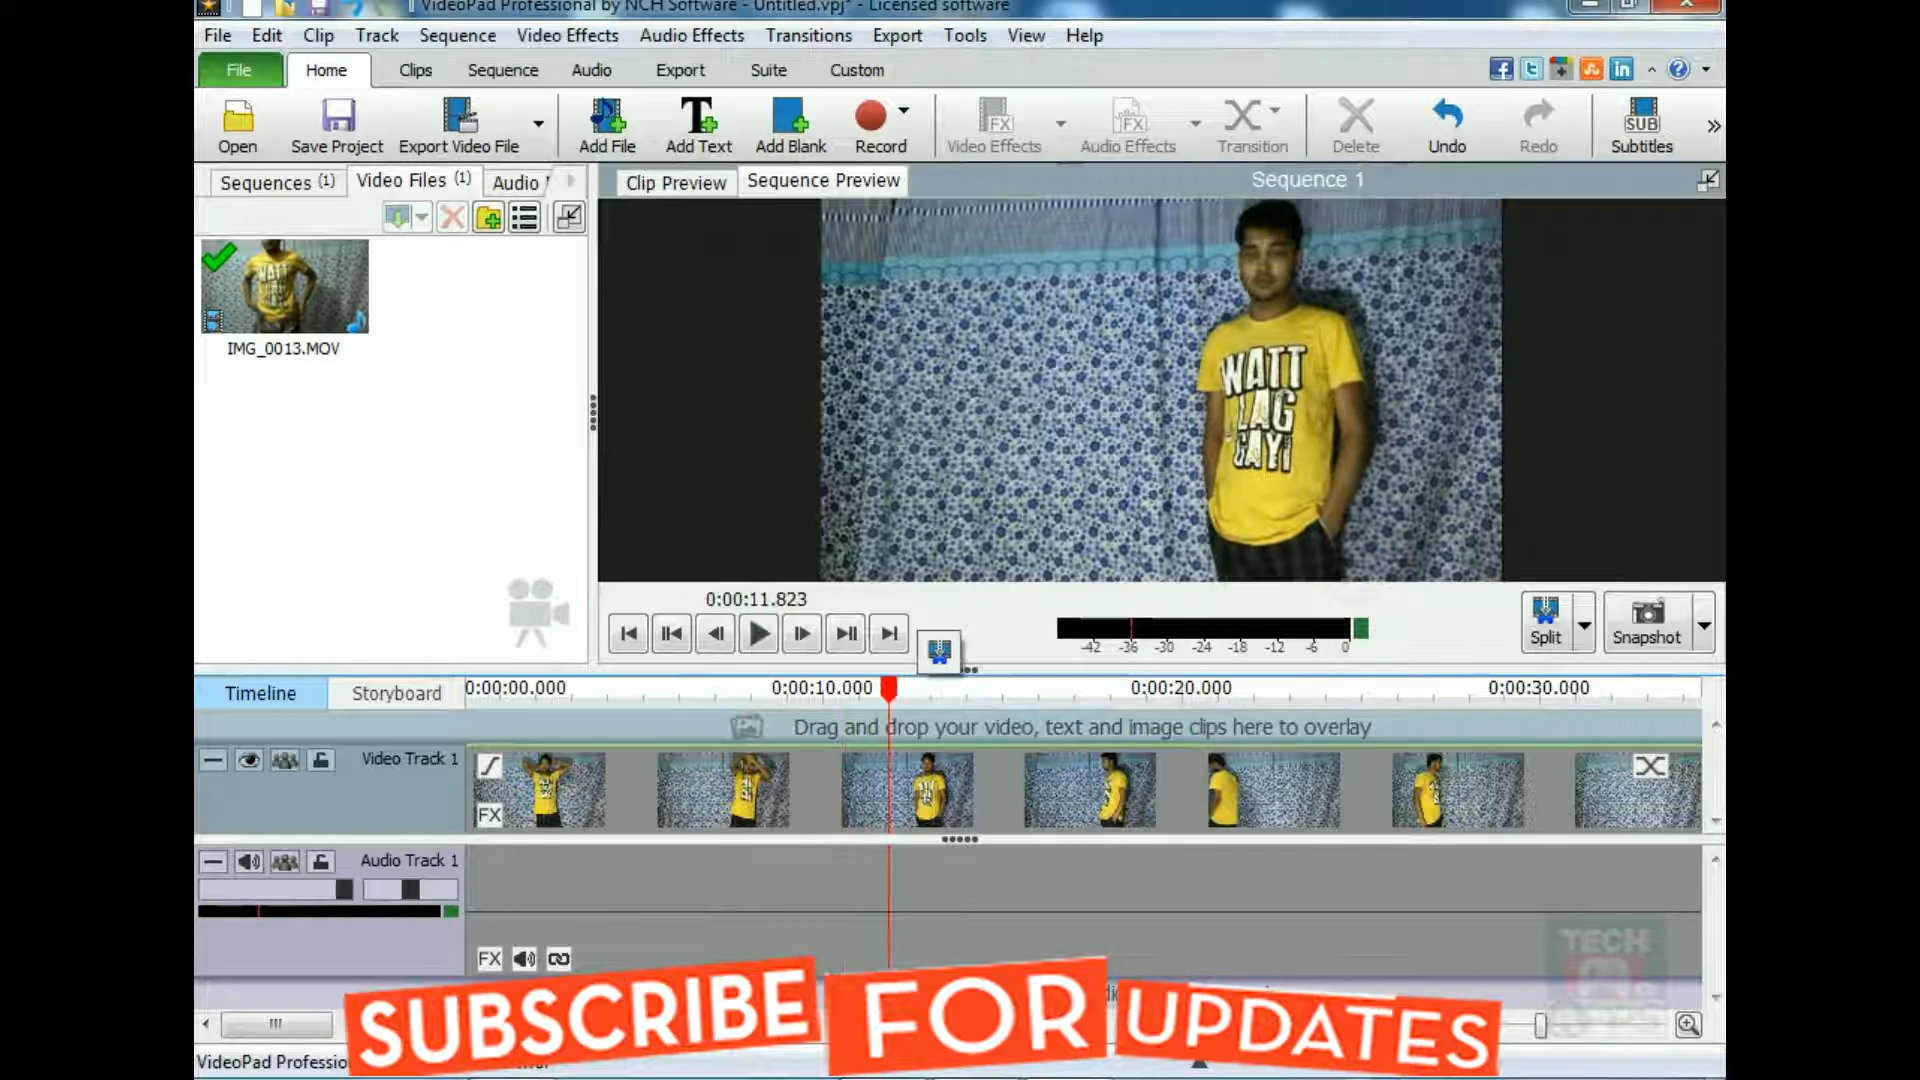 VideoPad Professional by NCH Software - Untitled.vpj* - Licensed software
File Edit Clip Track Sequence Video Effects Audio Effects Transitions Export Tools View Help
File Home Clips Sequence Audio Export Suite Custom
Open Save Project Export Video File Add File Add Text Add Blank Record Video Effects Audio Effects Transition Delete Undo Redo Subtitles
Sequences (1) Video Files (1) Audio
Clip Preview Sequence Preview Sequence 1
IMG_0013.MOV
WATT
LAG
GAYI
0:00:11.823
-42 -36 -30 -24 -18 -12 -6 0
Split Snapshot
Timeline Storyboard
0:00:00.000 0:00:10.000 0:00:20.000 0:00:30.000
Drag and drop your video, text and image clips here to overlay
Video Track 1
FX
Audio Track 1
FX
TECH
SUBSCRIBE FOR UPDATES
VideoPad Professio